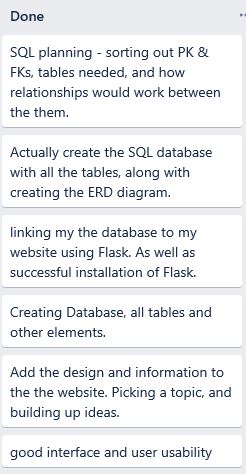 Done
SQL planning - sorting out PK &
FKs, tables needed, and how
relationships would work between
the them.
Actually create the SQL database
with all the tables, along with
creating the ERD diagram.
linking my the database to my
website using Flask. As well as
successful installation of Flask.
Creating Database, all tables and
other elements.
Add the design and information to
the the website. Picking a topic, and
building up ideas.
good interface and user usability